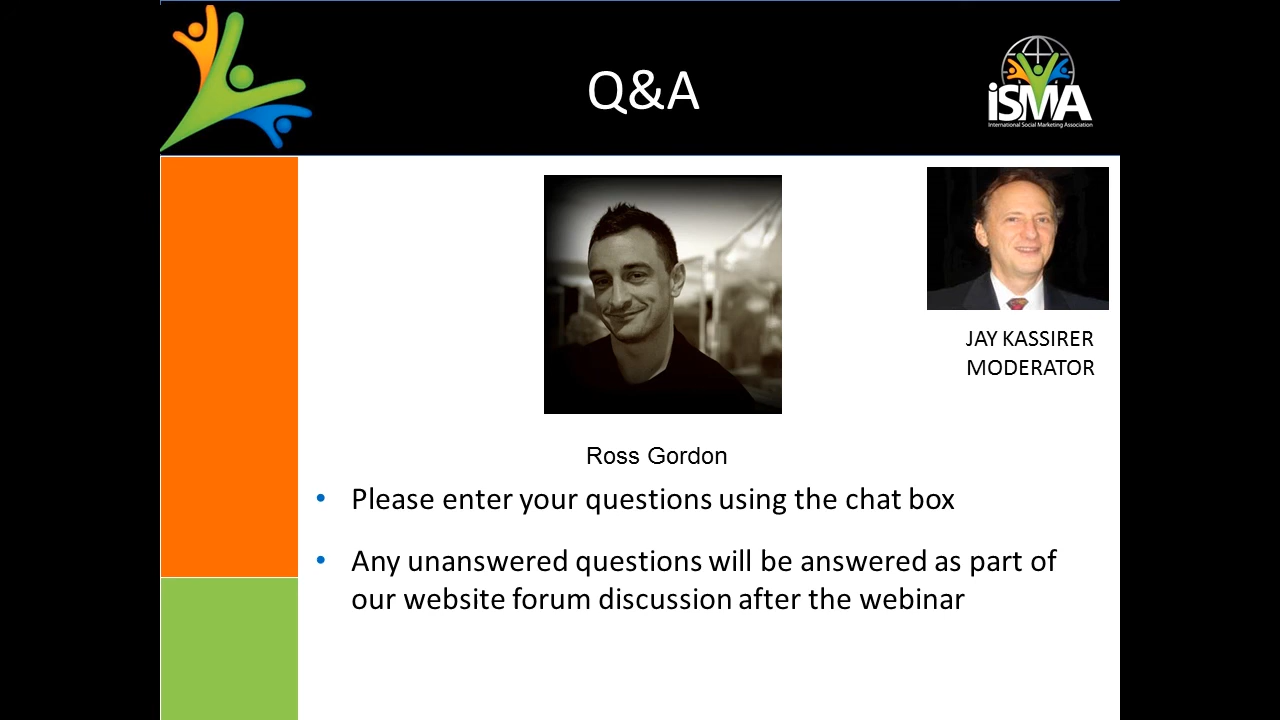 Q&A
iSMA
International Social Marketing Association
JAY KASSIRER
MODERATOR
Ross Gordon
• Please enter your questions using the chat box
• Any unanswered questions will be answered as part of
our website forum discussion after the webinar